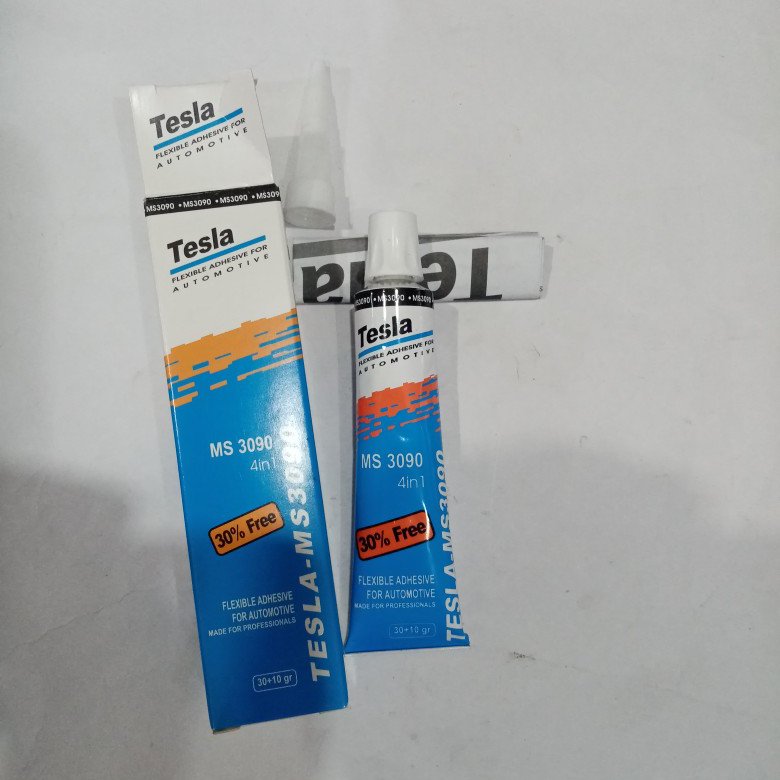 Tesla
FLEXIBLE ADHESIVE FOR
AUTOMOTIVE
MS3090 • MS3090 • MS3090 • MS309
Tesla
FLEXIBLE ADHESIVE FOR
AUTOMOTIVE
MS 3090
4in1
30% Free
FLEXIBLE ADHESIVE
FOR AUTOMOTIVE
MADE FOR PROFESSIONALS
30+10 gr
TESLA-MS3090
Tesla
MS3090 • MS3090 • MS3090
Tesla
FLEXIBLE ADHESIVE FOR
AUTOMOTIVE
MS 3090
4in1
30% Free
FLEXIBLE ADHESIVE
FOR AUTOMOTIVE
MADE FOR PROFESSIONALS
30+10 gr
TESLA-MS3090